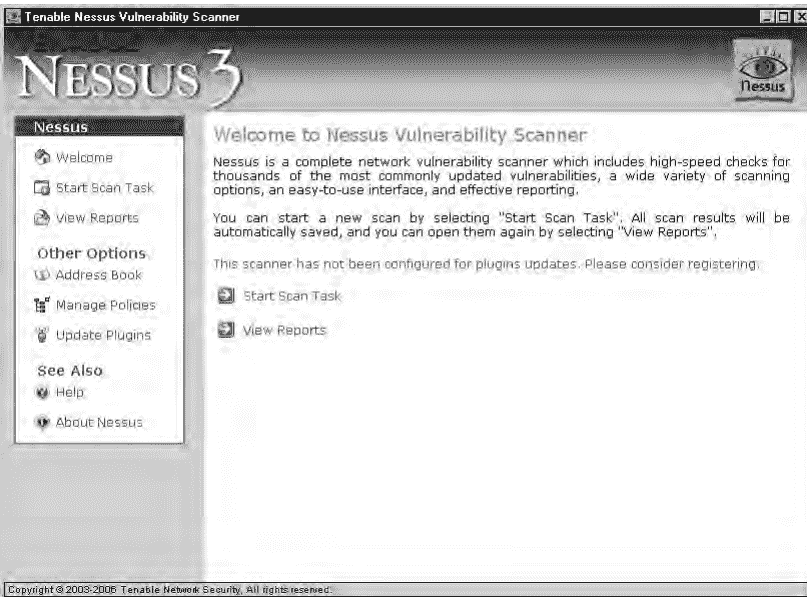 Tenable Nessus Vulnerability Scanner
NESSUS 3
nessus
Nessus
Welcome
Start Scan Task
View Reports
Other Options
Address Book
Manage Policies
Update Plugins
See Also
Help
About Nessus
Welcome to Nessus Vulnerability Scanner
Nessus is a complete network vulnerability scanner which includes high-speed checks for
thousands of the most commonly updated vulnerabilities, a wide variety of scanning
options, an easy-to-use interface, and effective reporting.
You can start a new scan by selecting "Start Scan Task". All scan results will be
automatically saved, and you can open them again by selecting "View Reports".
This scanner has not been configured for plugins updates. Please consider registering.
Start Scan Task
View Reports
Copyright © 2003-2006 Tenable Network Security, All rights reserved.